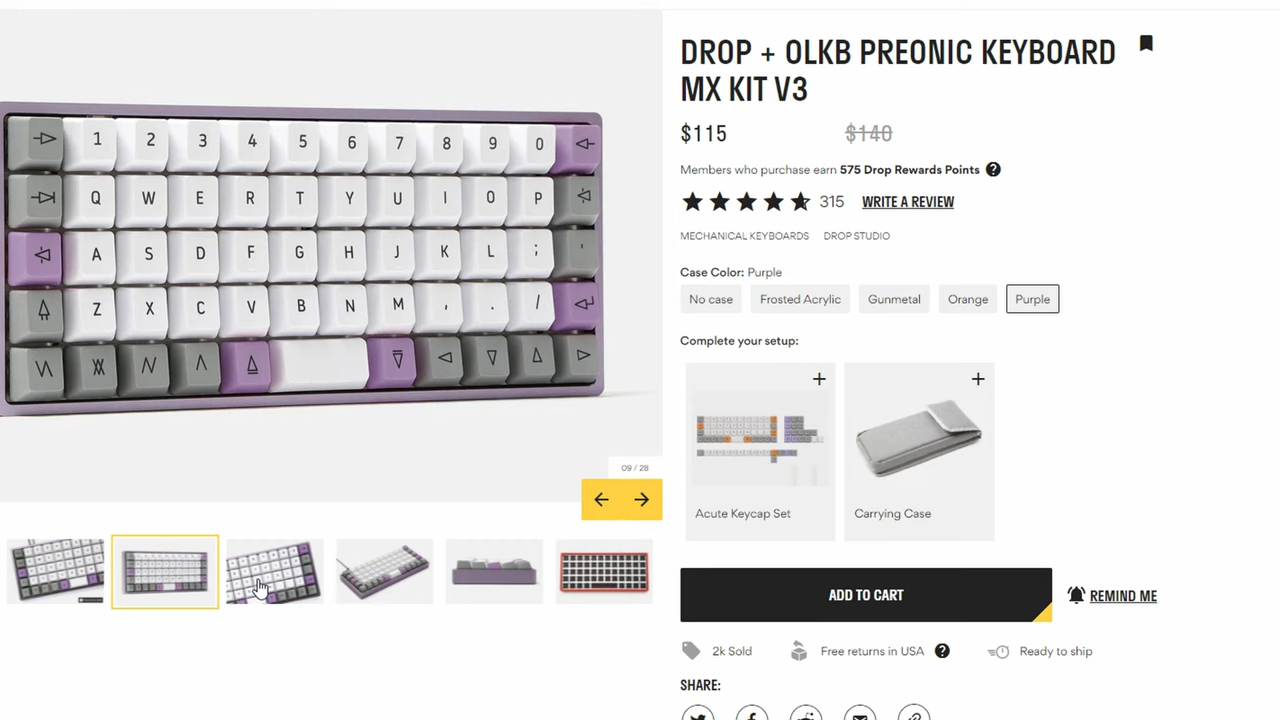 DROP + OLKB PREONIC KEYBOARD
MX KIT V3
$115 $140
Members who purchase earn 575 Drop Rewards Points ?
315 WRITE A REVIEW
MECHANICAL KEYBOARDS DROP STUDIO
Case Color: Purple
No case Frosted Acrylic Gunmetal Orange Purple
Complete your setup:
+ +
Acute Keycap Set Carrying Case
ADD TO CART REMIND ME
2k Sold Free returns in USA ? Ready to ship
SHARE:
1 2 3 4 5 6 7 8 9 0
Q W E R T Y U I O P
A S D F G H J K L ; '
Z X C V B N M , . /
09 / 28